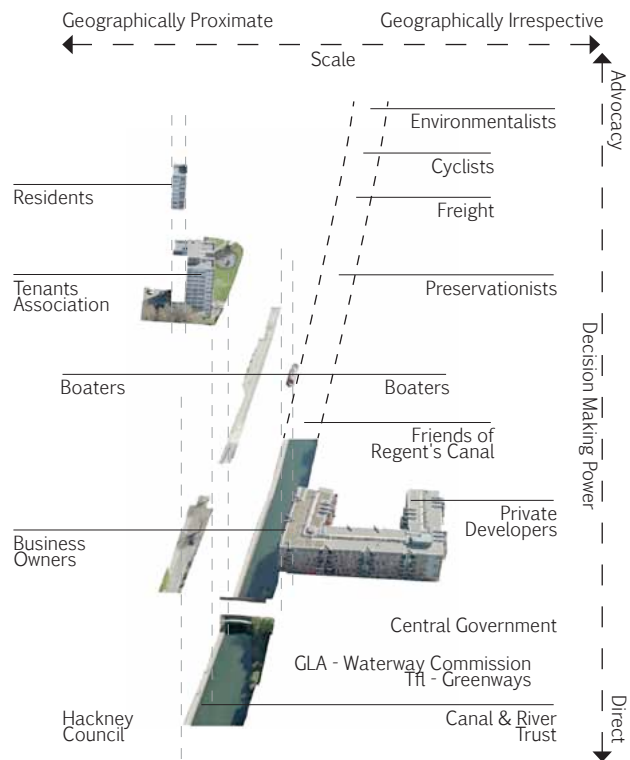 Geographically Proximate
Geographically Irrespective
Scale
Advocacy
Environmentalists
Cyclists
Residents
Freight
Tenants
Association
Preservationists
Decision Making Power
Boaters
Boaters
Friends of
Regent's Canal
Private
Developers
Business
Owners
Central Government
GLA - Waterway Commission
Tfl - Greenways
Hackney
Council
Canal & River
Trust
Direct